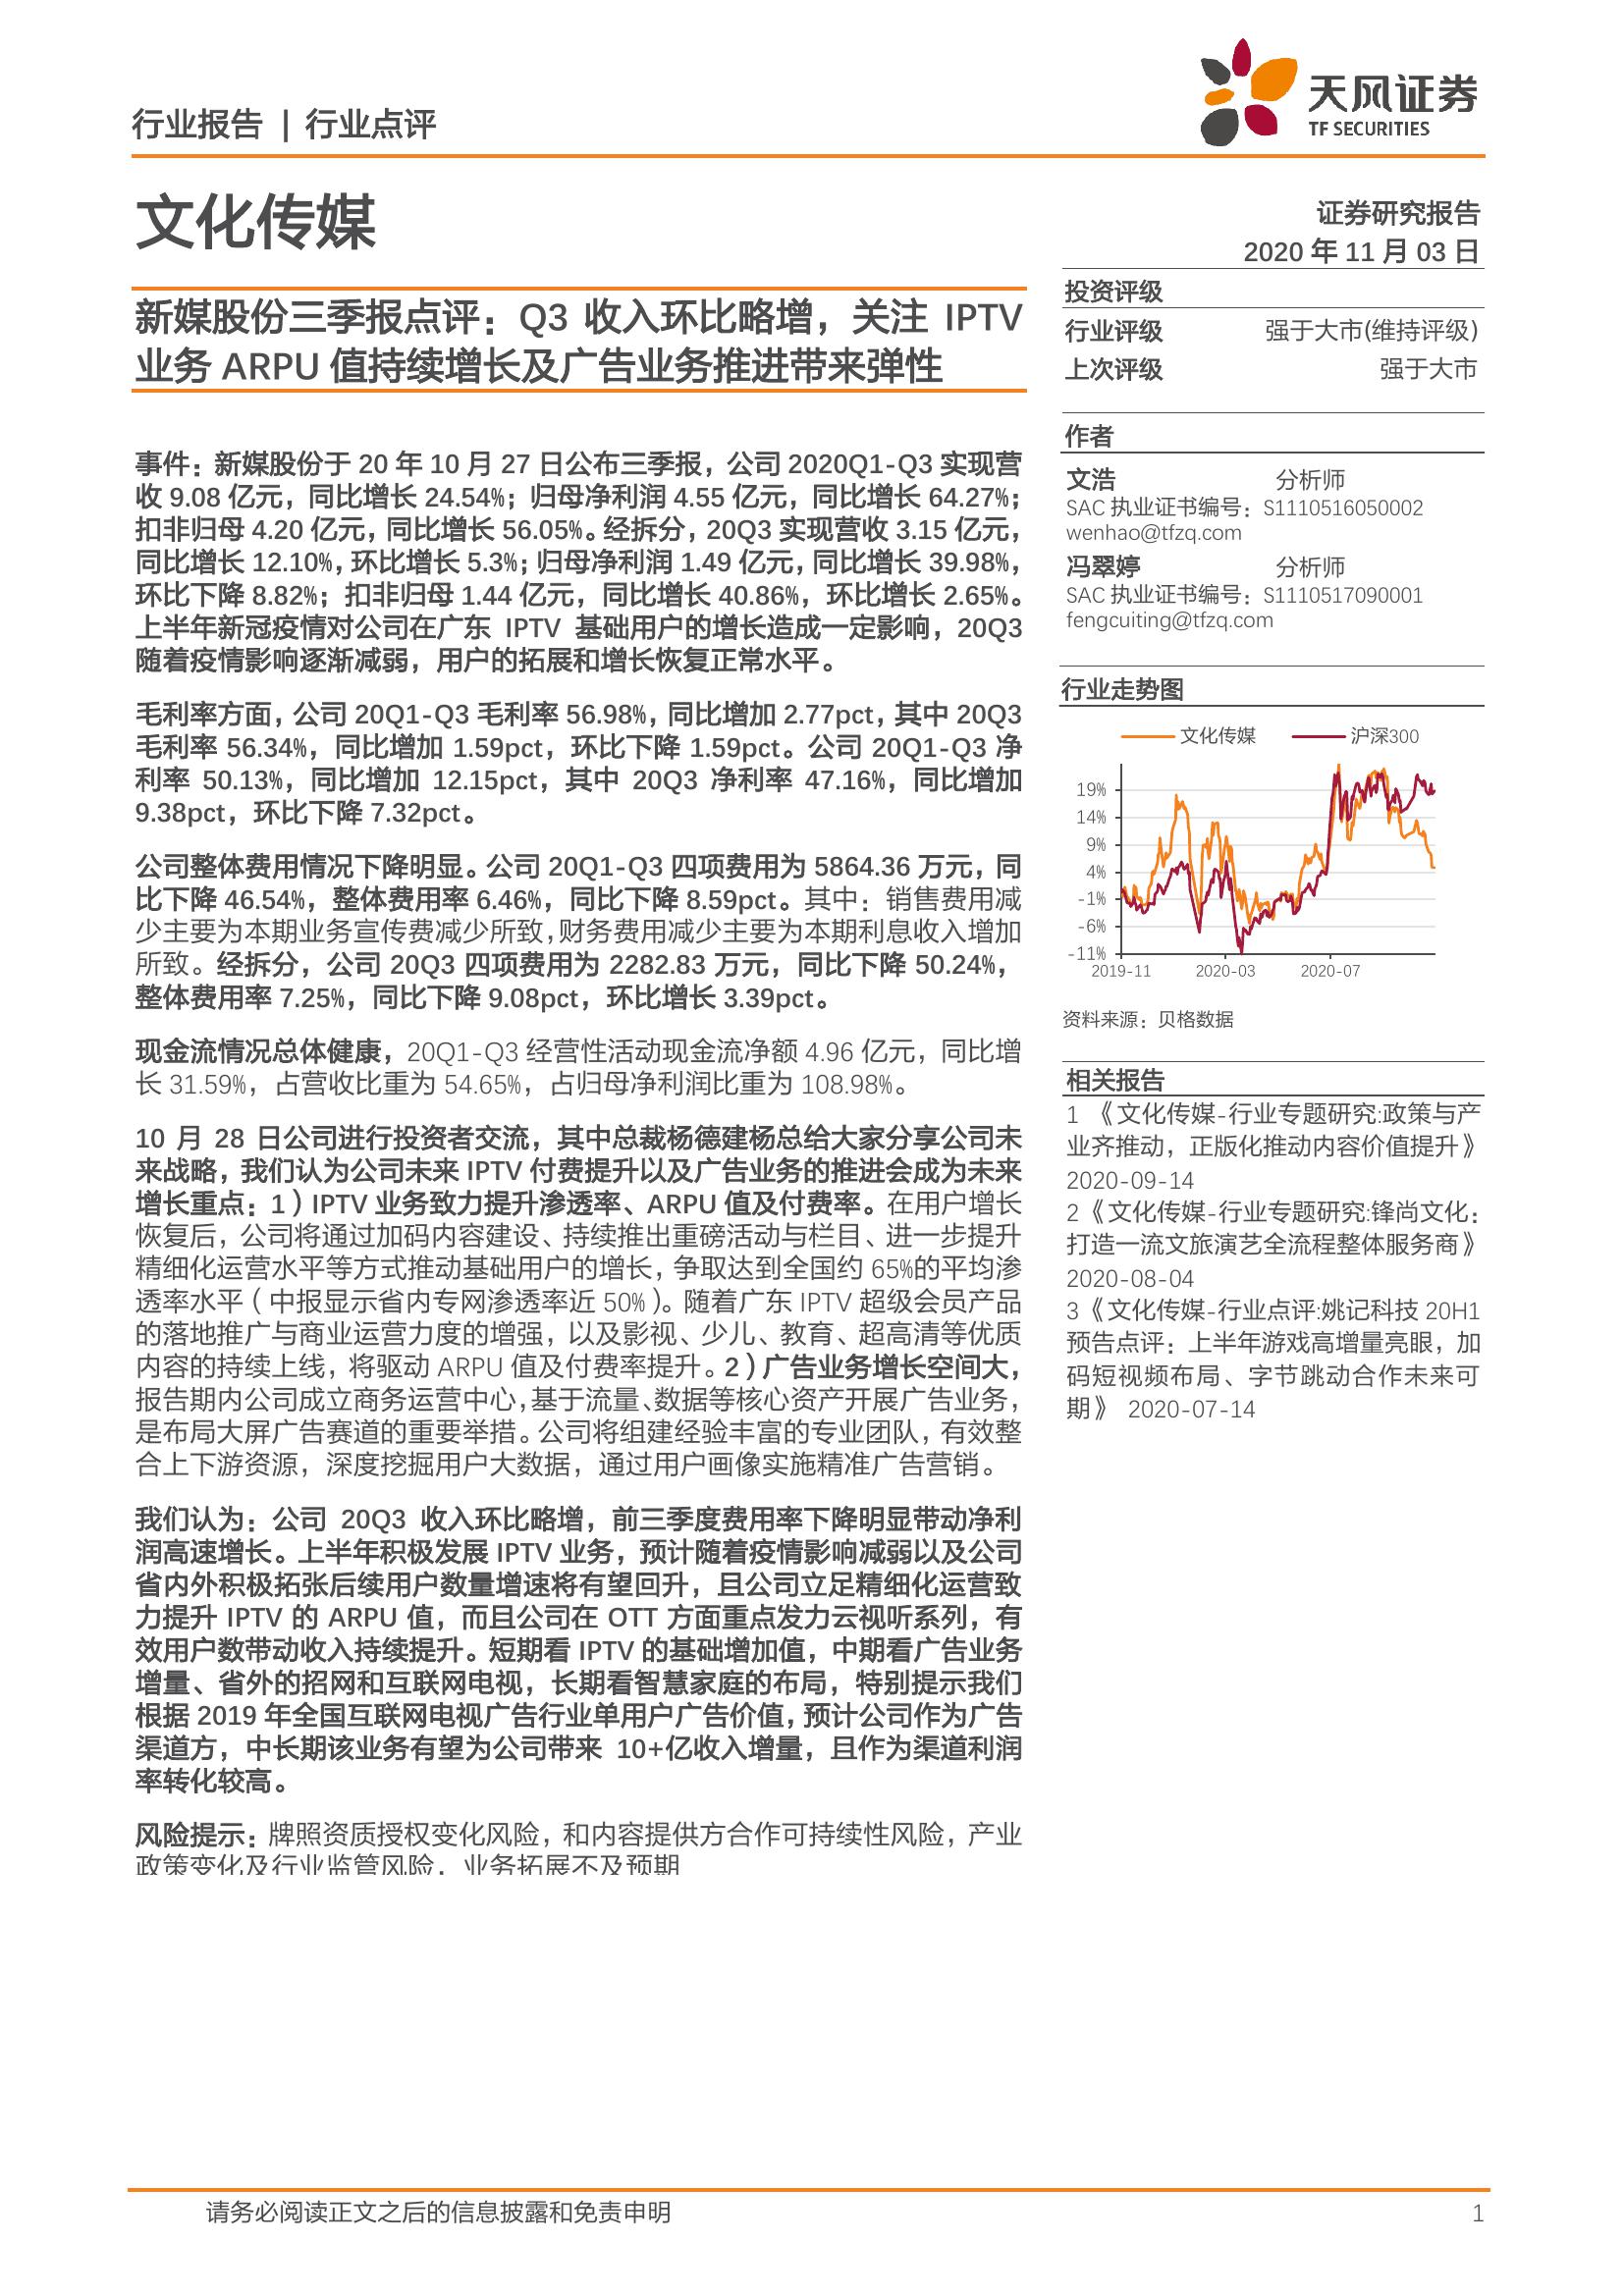 行业报告 | 行业点评
天风证券
TF SECURITIES
文化传媒
证券研究报告
2020 年 11 月 03 日
新媒股份三季报点评：Q3 收入环比略增，关注 IPTV
业务 ARPU 值持续增长及广告业务推进带来弹性
事件：新媒股份于 20 年 10 月 27 日公布三季报，公司 2020Q1-Q3 实现营
收 9.08 亿元，同比增长 24.54%；归母净利润 4.55 亿元，同比增长 64.27%；
扣非归母 4.20 亿元，同比增长 56.05%。经拆分，20Q3 实现营收 3.15 亿元，
同比增长 12.10%，环比增长 5.3%；归母净利润 1.49 亿元，同比增长 39.98%，
环比下降 8.82%；扣非归母 1.44 亿元，同比增长 40.86%，环比增长 2.65%。
上半年新冠疫情对公司在广东 IPTV 基础用户的增长造成一定影响，20Q3
随着疫情影响逐渐减弱，用户的拓展和增长恢复正常水平。
毛利率方面，公司 20Q1-Q3 毛利率 56.98%，同比增加 2.77pct，其中 20Q3
毛利率 56.34%，同比增加 1.59pct，环比下降 1.59pct。公司 20Q1-Q3 净
利率 50.13%，同比增加 12.15pct，其中 20Q3 净利率 47.16%，同比增加
9.38pct，环比下降 7.32pct。
公司整体费用情况下降明显。公司 20Q1-Q3 四项费用为 5864.36 万元，同
比下降 46.54%，整体费用率 6.46%，同比下降 8.59pct。其中：销售费用减
少主要为本期业务宣传费减少所致，财务费用减少主要为本期利息收入增加
所致。经拆分，公司 20Q3 四项费用为 2282.83 万元，同比下降 50.24%，
整体费用率 7.25%，同比下降 9.08pct，环比增长 3.39pct。
现金流情况总体健康，20Q1-Q3 经营性活动现金流净额 4.96 亿元，同比增
长 31.59%，占营收比重为 54.65%，占归母净利润比重为 108.98%。
10 月 28 日公司进行投资者交流，其中总裁杨德建杨总给大家分享公司未
来战略，我们认为公司未来 IPTV 付费提升以及广告业务的推进会成为未来
增长重点：1）IPTV 业务致力提升渗透率、ARPU 值及付费率。在用户增长
恢复后，公司将通过加码内容建设、持续推出重磅活动与栏目、进一步提升
精细化运营水平等方式推动基础用户的增长，争取达到全国约 65%的平均渗
透率水平（中报显示省内专网渗透率近 50%）。随着广东 IPTV 超级会员产品
的落地推广与商业运营力度的增强，以及影视、少儿、教育、超高清等优质
内容的持续上线，将驱动 ARPU 值及付费率提升。2）广告业务增长空间大，
报告期内公司成立商务运营中心，基于流量、数据等核心资产开展广告业务，
是布局大屏广告赛道的重要举措。公司将组建经验丰富的专业团队，有效整
合上下游资源，深度挖掘用户大数据，通过用户画像实施精准广告营销。
我们认为：公司 20Q3 收入环比略增，前三季度费用率下降明显带动净利
润高速增长。上半年积极发展 IPTV 业务，预计随着疫情影响减弱以及公司
省内外积极拓张后续用户数量增速将有望回升，且公司立足精细化运营致
力提升 IPTV 的 ARPU 值，而且公司在 OTT 方面重点发力云视听系列，有
效用户数带动收入持续提升。短期看 IPTV 的基础增加值，中期看广告业务
增量、省外的招网和互联网电视，长期看智慧家庭的布局，特别提示我们
根据 2019 年全国互联网电视广告行业单用户广告价值，预计公司作为广告
渠道方，中长期该业务有望为公司带来 10+亿收入增量，且作为渠道利润
率转化较高。
风险提示：牌照资质授权变化风险，和内容提供方合作可持续性风险，产业
政策变化及行业监管风险，业务拓展不及预期
投资评级
行业评级 强于大市(维持评级)
上次评级 强于大市
作者
文浩 分析师
SAC 执业证书编号：S1110516050002
wenhao@tfzq.com
冯翠婷 分析师
SAC 执业证书编号：S1110517090001
fengcuiting@tfzq.com
行业走势图
文化传媒 沪深300
19%
14%
9%
4%
-1%
-6%
-11%
2019-11 2020-03 2020-07
资料来源：贝格数据
相关报告
1 《文化传媒-行业专题研究:政策与产
业齐推动，正版化推动内容价值提升》
2020-09-14
2《文化传媒-行业专题研究:锋尚文化：
打造一流文旅演艺全流程整体服务商》
2020-08-04
3《文化传媒-行业点评:姚记科技 20H1
预告点评：上半年游戏高增量亮眼，加
码短视频布局、字节跳动合作未来可
期》 2020-07-14
请务必阅读正文之后的信息披露和免责申明
1